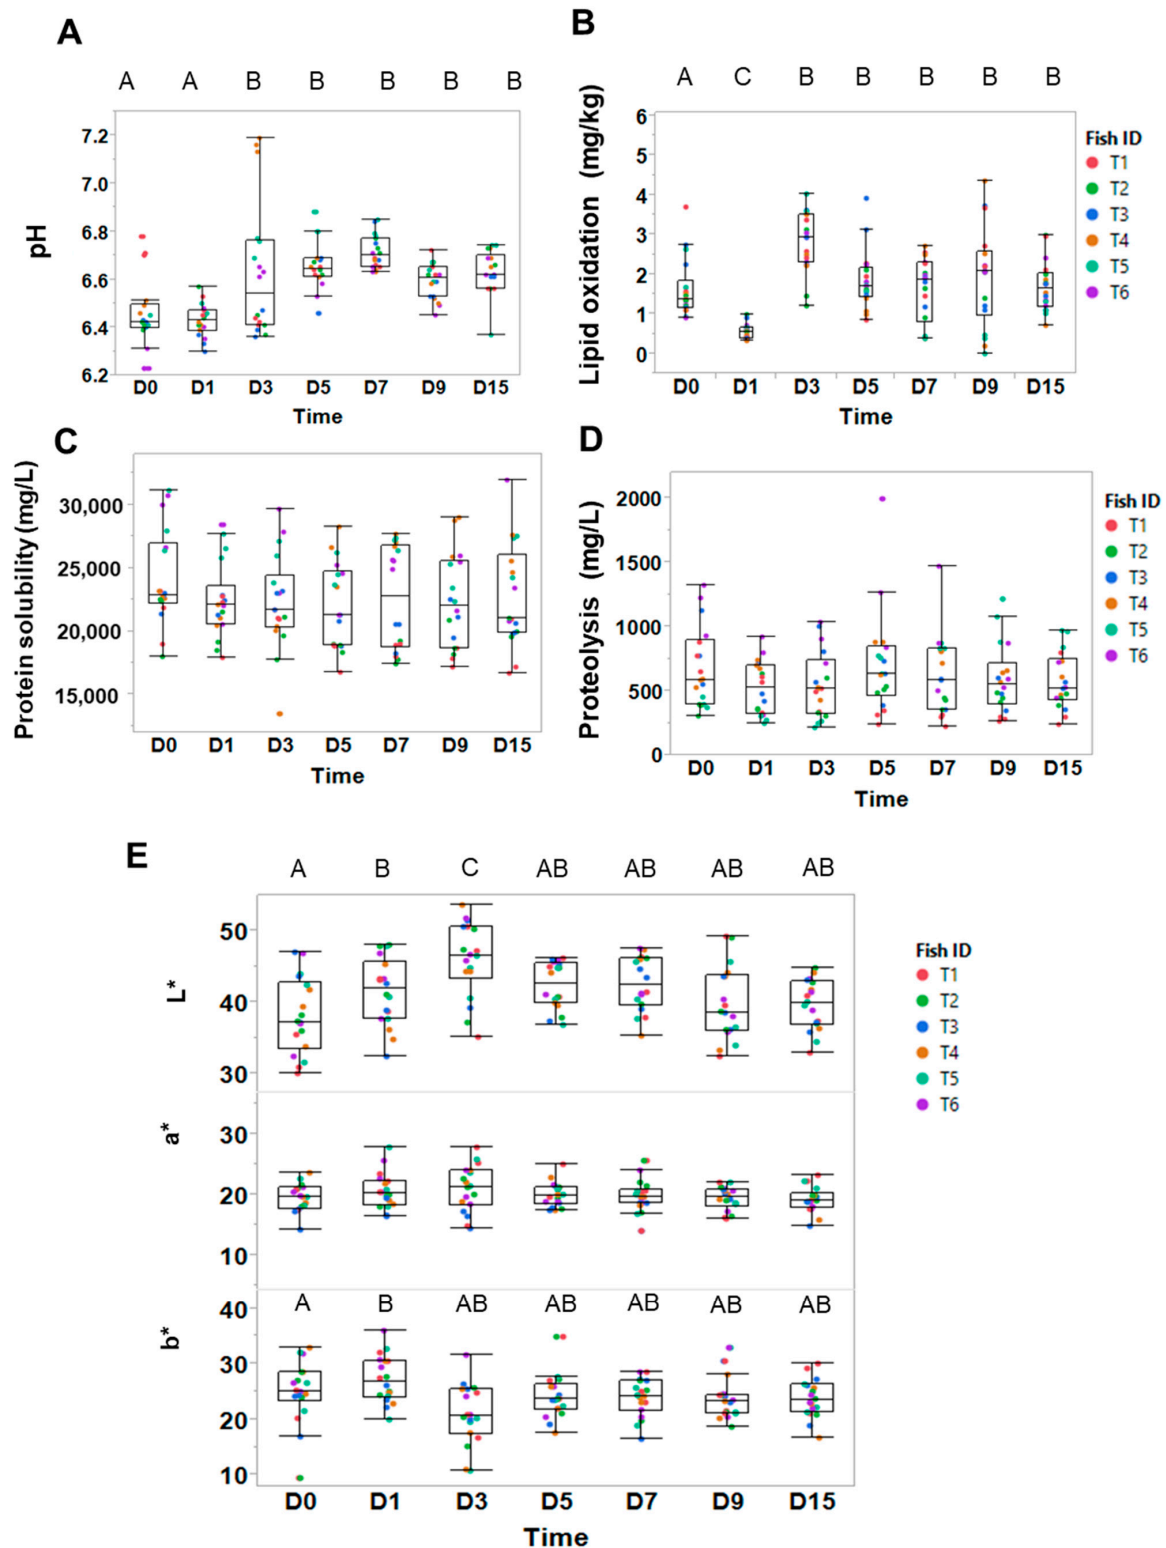 A
A A B B B B B
pH
7.2
7.0
6.8
6.6
6.4
6.2
D0 D1 D3 D5 D7 D9 D15
Time
B
A C B B B B B
Lipid oxidation (mg/kg)
6
5
4
3
2
1
0
D0 D1 D3 D5 D7 D9 D15
Time
Fish ID
T1
T2
T3
T4
T5
T6
C
Protein solubility (mg/L)
30,000
25,000
20,000
15,000
D0 D1 D3 D5 D7 D9 D15
Time
D
Proteolysis (mg/L)
2000
1500
1000
500
0
D0 D1 D3 D5 D7 D9 D15
Time
Fish ID
T1
T2
T3
T4
T5
T6
E
A B C AB AB AB AB
L*
50
40
30
a*
30
20
10
A B AB AB AB AB AB
b*
40
30
20
10
D0 D1 D3 D5 D7 D9 D15
Time
Fish ID
T1
T2
T3
T4
T5
T6